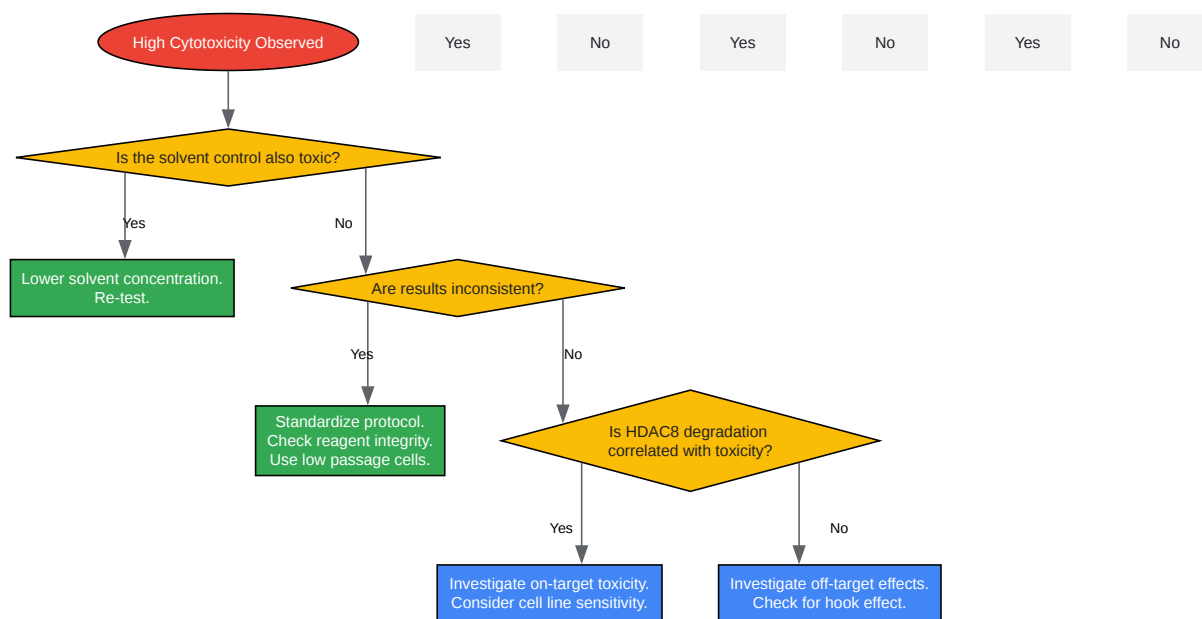 High Cytotoxicity Observed
Yes
No
Yes
No
Yes
No
Is the solvent control also toxic?
Yes
No
Lower solvent concentration.
Re-test.
Are results inconsistent?
Yes
No
Standardize protocol.
Check reagent integrity.
Use low passage cells.
Is HDAC8 degradation
correlated with toxicity?
Yes
No
Investigate on-target toxicity.
Consider cell line sensitivity.
Investigate off-target effects.
Check for hook effect.